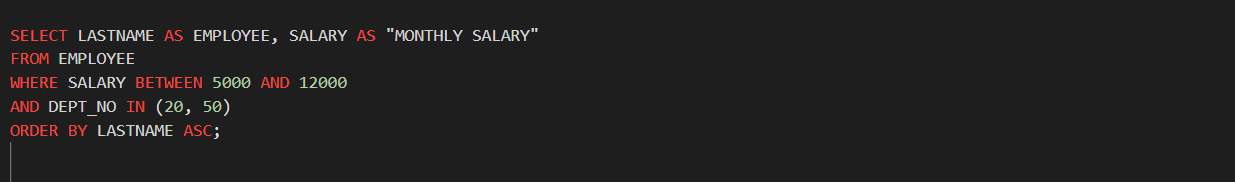 SELECT LASTNAME AS EMPLOYEE, SALARY AS "MONTHLY SALARY"
FROM EMPLOYEE
WHERE SALARY BETWEEN 5000 AND 12000
AND DEPT_NO IN (20, 50)
ORDER BY LASTNAME ASC;